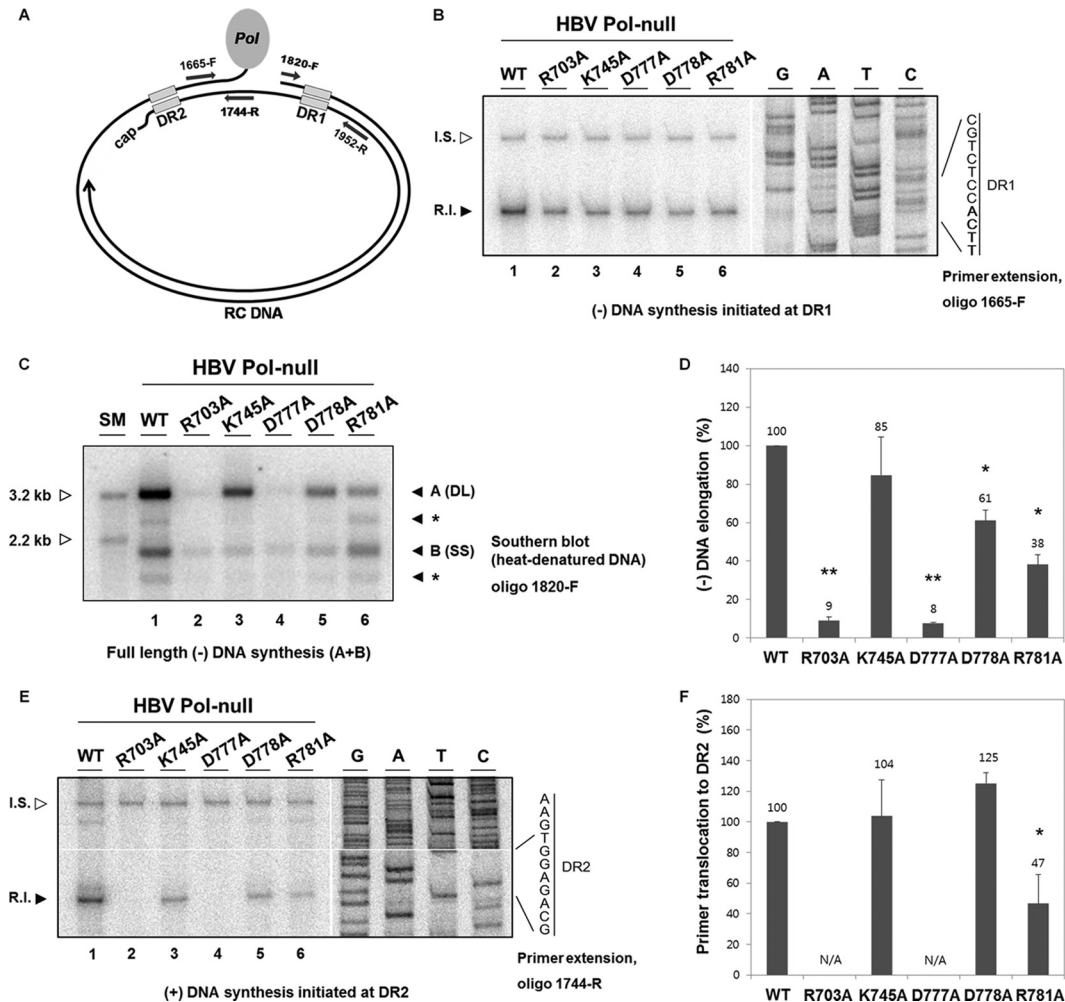 A
Pol
1665-F
1820-F
DR2
1744-R
DR1
1952-R
cap
RC DNA
B
HBV Pol-null
WT R703A K745A D777A D778A R781A G A T C
I.S.
R.I.
C
G
T
C
T
C
C
A
C
T
T
DR1
1 2 3 4 5 6
Primer extension,
oligo 1665-F
(-) DNA synthesis initiated at DR1
C
HBV Pol-null
SM WT R703A K745A D777A D778A R781A
3.2 kb
2.2 kb
A (DL)
*
B (SS)
*
Southern blot
(heat-denatured DNA)
oligo 1820-F
1 2 3 4 5 6
Full length (-) DNA synthesis (A+B)
D
(-) DNA elongation (%)
140
120
100
80
60
40
20
0
100
** 9
85
** 8
* 61
* 38
WT R703A K745A D777A D778A R781A
E
HBV Pol-null
WT R703A K745A D777A D778A R781A G A T C
I.S.
R.I.
A
A
G
T
G
G
A
G
A
C
G
DR2
1 2 3 4 5 6
Primer extension,
oligo 1744-R
(+) DNA synthesis initiated at DR2
F
Primer translocation to DR2 (%)
180
160
140
120
100
80
60
40
20
0
100
N/A
104
N/A
125
* 47
WT R703A K745A D777A D778A R781A